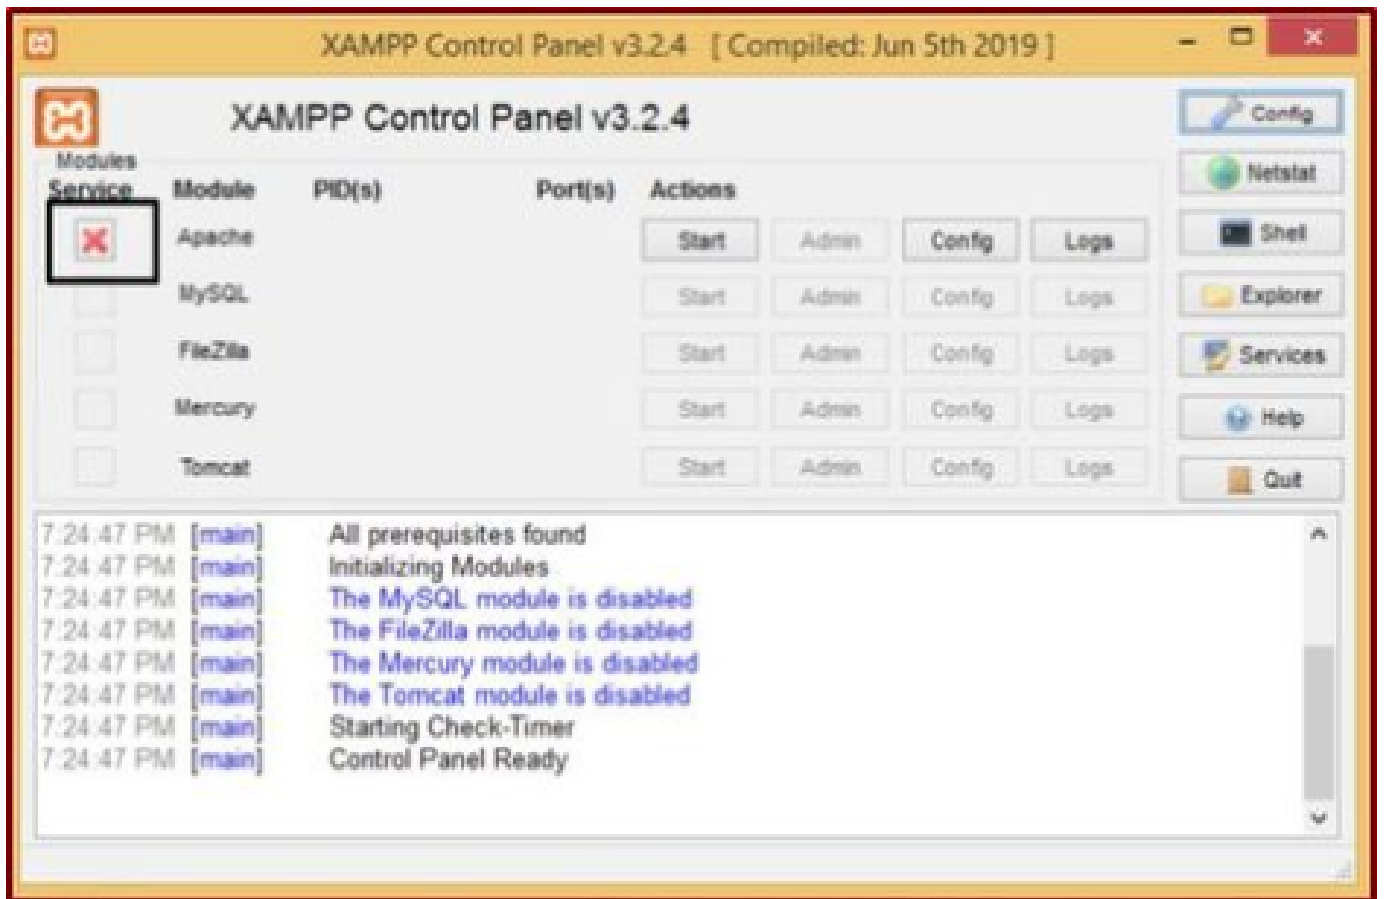 XAMPP Control Panel v3.2.4 [ Compiled: Jun 5th 2019 ]
XAMPP Control Panel v3.2.4
Config
Modules
Service Module PID(s) Port(s) Actions
Netstat
Apache Start Admin Config Logs
Shell
MySQL Start Admin Config Logs
Explorer
FileZilla Start Admin Config Logs
Services
Mercury Start Admin Config Logs
Help
Tomcat Start Admin Config Logs
Quit
7:24:47 PM [main] All prerequisites found
7:24:47 PM [main] Initializing Modules
7:24:47 PM [main] The MySQL module is disabled
7:24:47 PM [main] The FileZilla module is disabled
7:24:47 PM [main] The Mercury module is disabled
7:24:47 PM [main] The Tomcat module is disabled
7:24:47 PM [main] Starting Check-Timer
7:24:47 PM [main] Control Panel Ready